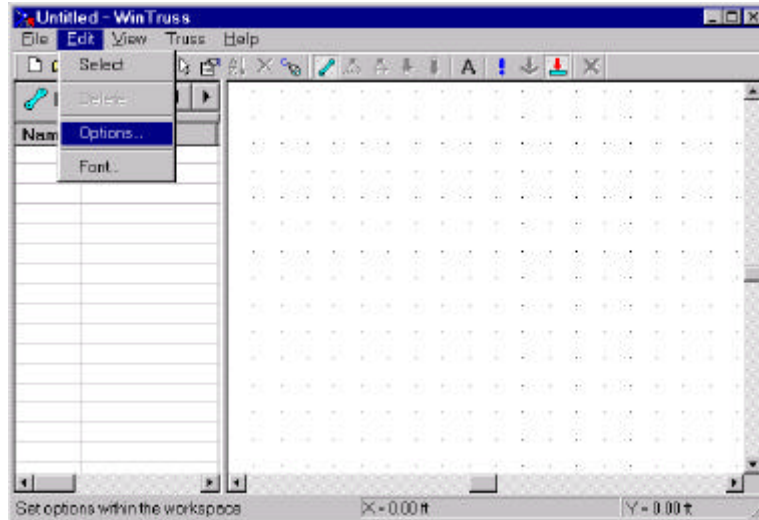 Untitled - WinTruss
File Edit View Truss Help
Select
Delete
Options...
Font...
A
Nam
Set options within the workspace X = 0.00 ft Y = 0.00 ft